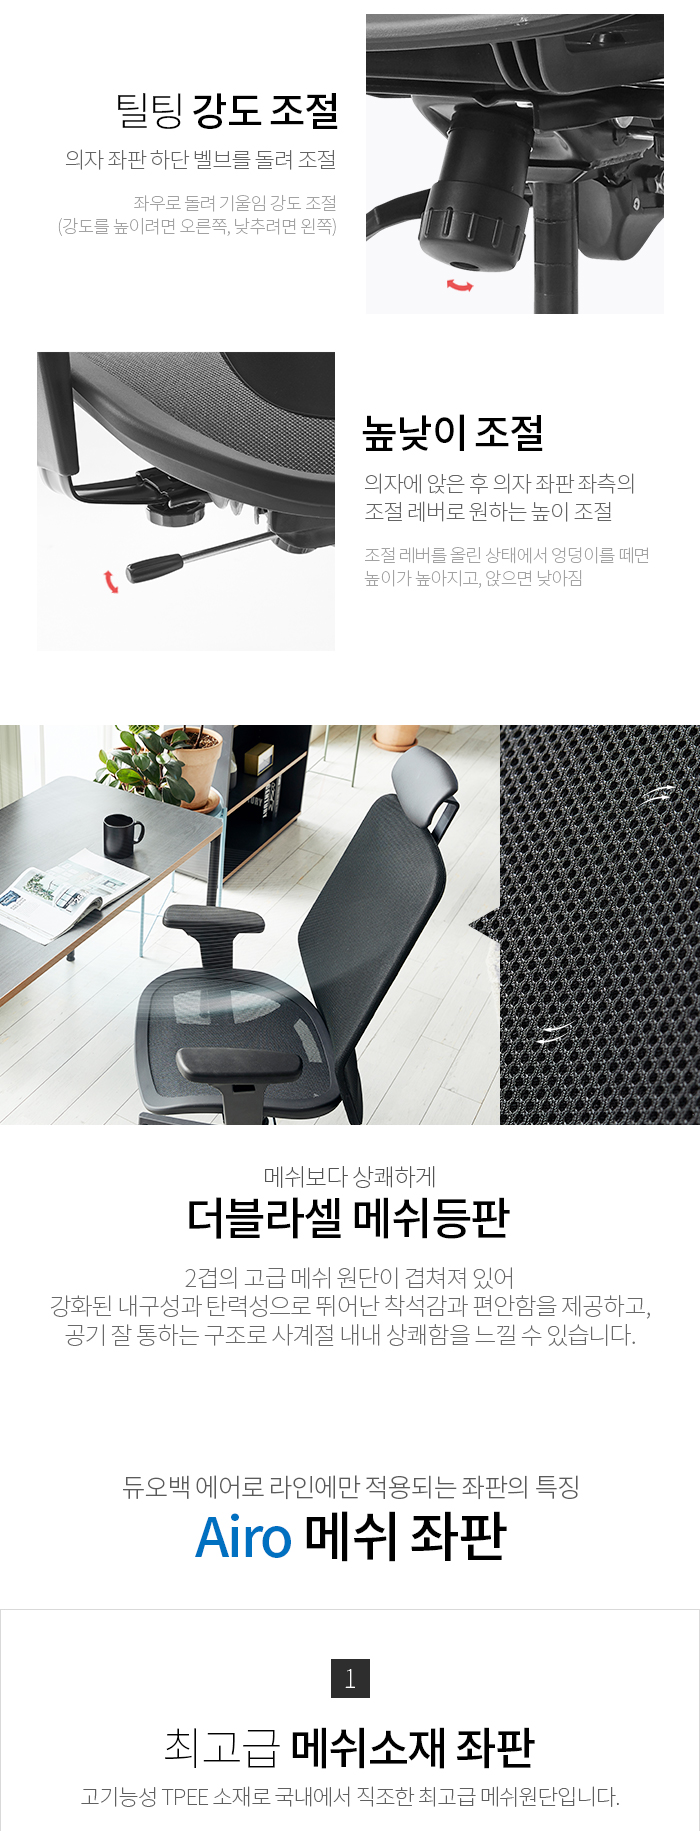 틸팅 강도 조절
의자 좌판 하단 벨브를 돌려 조절
좌우로 돌려 기울임 강도 조절
(강도를 높이려면 오른쪽, 낮추려면 왼쪽)
높낮이 조절
의자에 앉은 후 의자 좌판 좌측의
조절 레버로 원하는 높이 조절
조절 레버를 올린 상태에서 엉덩이를 떼면
높이가 높아지고, 앉으면 낮아짐
메쉬보다 상쾌하게
더블라셀 메쉬등판
2겹의 고급 메쉬 원단이 겹쳐져 있어
강화된 내구성과 탄력성으로 뛰어난 착석감과 편안함을 제공하고,
공기 잘 통하는 구조로 사계절 내내 상쾌함을 느낄 수 있습니다.
듀오백 에어로 라인에만 적용되는 좌판의 특징
Airo 메쉬 좌판
1
최고급 메쉬소재 좌판
고기능성 TPEE 소재로 국내에서 직조한 최고급 메쉬원단입니다.